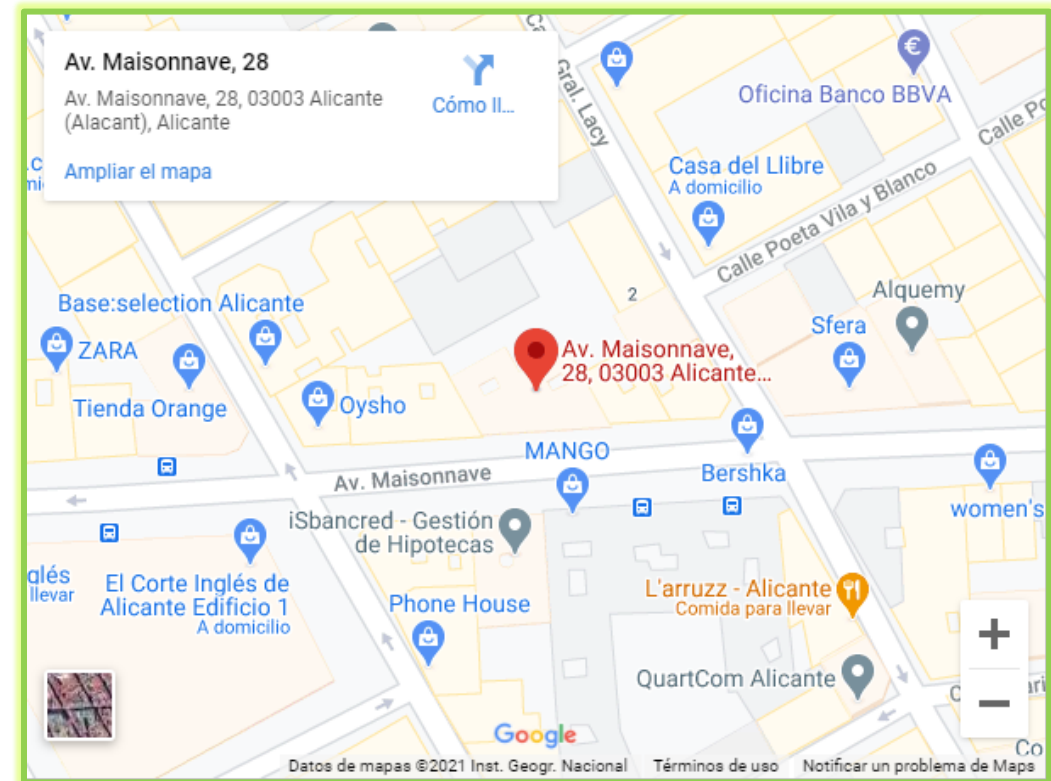 Av. Maisonnave, 28
Av. Maisonnave, 28, 03003 Alicante
(Alacant), Alicante
Cómo ll...
Ampliar el mapa
Gral. Lacy
Oficina Banco BBVA
Casa del Llibre
A domicilio
Calle Poeta Vila y Blanco
Calle Po
Base:selection Alicante
ZARA
Tienda Orange
Oysho
2
Av. Maisonnave,
28, 03003 Alicante...
Alquemy
Sfera
MANGO
Bershka
Av. Maisonnave
women's
iSbancred - Gestión
de Hipotecas
glés
llevar
El Corte Inglés de
Alicante Edificio 1
A domicilio
Phone House
L'arruzz - Alicante
Comida para llevar
QuartCom Alicante
+
−
Google
Co
Datos de mapas ©2021 Inst. Geogr. Nacional
Términos de uso
Notificar un problema de Maps